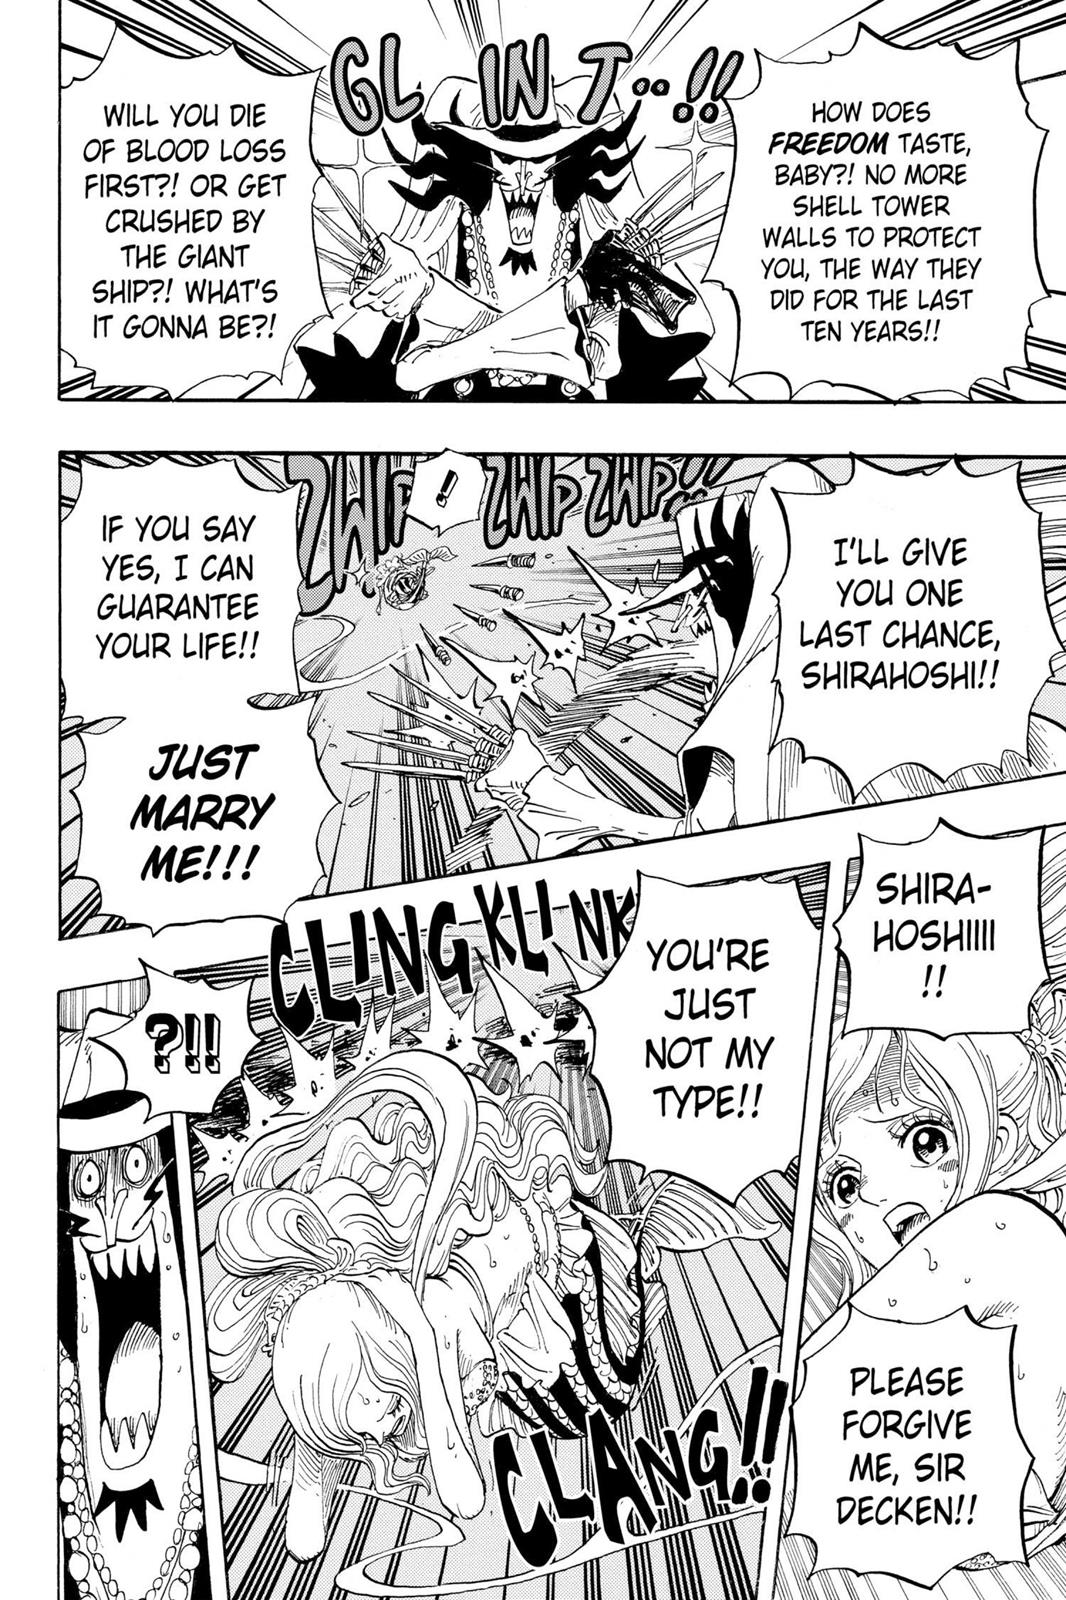 HOW DOES
FREEDOM TASTE,
BABY?! NO MORE
SHELL TOWER
WALLS TO PROTECT
YOU, THE WAY THEY
DID FOR THE LAST
TEN YEARS!!
GLINT..!!
WILL YOU DIE
OF BLOOD LOSS
FIRST?! OR GET
CRUSHED BY
THE GIANT
SHIP?! WHAT'S
IT GONNA BE?!
I'LL GIVE
YOU ONE
LAST CHANCE,
SHIRAHOSHI!!
ZWIP ZWIP ZWIP!!
!
IF YOU SAY
YES, I CAN
GUARANTEE
YOUR LIFE!!
JUST
MARRY
ME!!!
SHIRA-
HOSHIIII
!!
PLEASE
FORGIVE
ME, SIR
DECKEN!!
YOU'RE
JUST
NOT MY
TYPE!!
CLING KLINK
CLANG!!
?!!